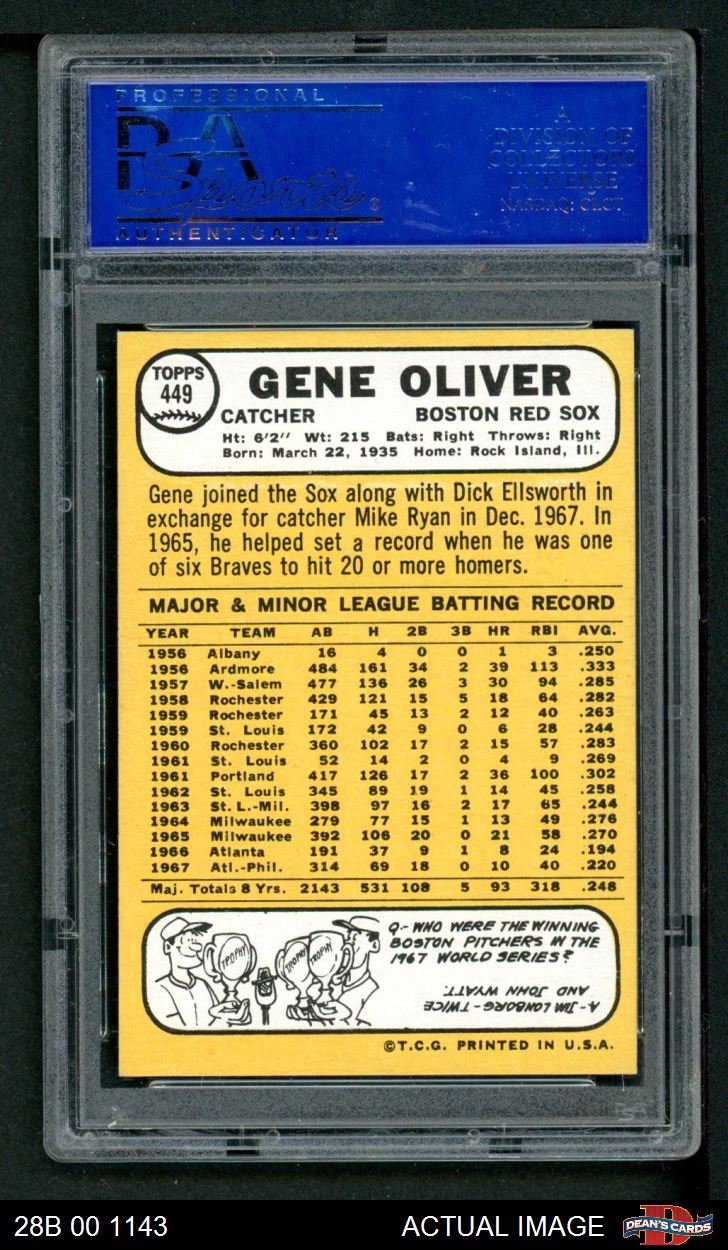 PROFESSIONAL
PSA
Sports ®
AUTHENTICATOR
A
DIVISION OF
COLLECTORS
UNIVERSE
NASDAQ: CLCT
TOPPS
449
GENE OLIVER
CATCHER BOSTON RED SOX
Ht: 6'2" Wt: 215 Bats: Right Throws: Right
Born: March 22, 1935 Home: Rock Island, Ill.
Gene joined the Sox along with Dick Ellsworth in
exchange for catcher Mike Ryan in Dec. 1967. In
1965, he helped set a record when he was one
of six Braves to hit 20 or more homers.
MAJOR & MINOR LEAGUE BATTING RECORD
YEAR TEAM AB H 2B 3B HR RBI AVG.
1956 Albany 16 4 0 0 1 3 .250
1956 Ardmore 484 161 34 2 39 113 .333
1957 W.-Salem 477 136 26 3 30 94 .285
1958 Rochester 429 121 15 5 18 64 .282
1959 Rochester 171 45 13 2 12 40 .263
1959 St. Louis 172 42 9 0 6 28 .244
1960 Rochester 360 102 17 2 15 57 .283
1961 St. Louis 52 14 2 0 4 9 .269
1961 Portland 417 126 17 2 36 100 .302
1962 St. Louis 345 89 19 1 14 45 .258
1963 St. L.-Mil. 398 97 16 2 17 65 .244
1964 Milwaukee 279 77 15 1 13 49 .276
1965 Milwaukee 392 106 20 0 21 58 .270
1966 Atlanta 191 37 9 1 8 24 .194
1967 Atl.-Phil. 314 69 18 0 10 40 .220
Maj. Totals 8 Yrs. 2143 531 108 5 93 318 .248
TROPHY
TROPHY
TROPHY
Q- WHO WERE THE WINNING
BOSTON PITCHERS IN THE
1967 WORLD SERIES?
A- JIM LONBORG - TWICE
AND JOHN WYATT.
©T.C.G. PRINTED IN U.S.A.
28B 00 1143 ACTUAL IMAGE
DEAN'S CARDS